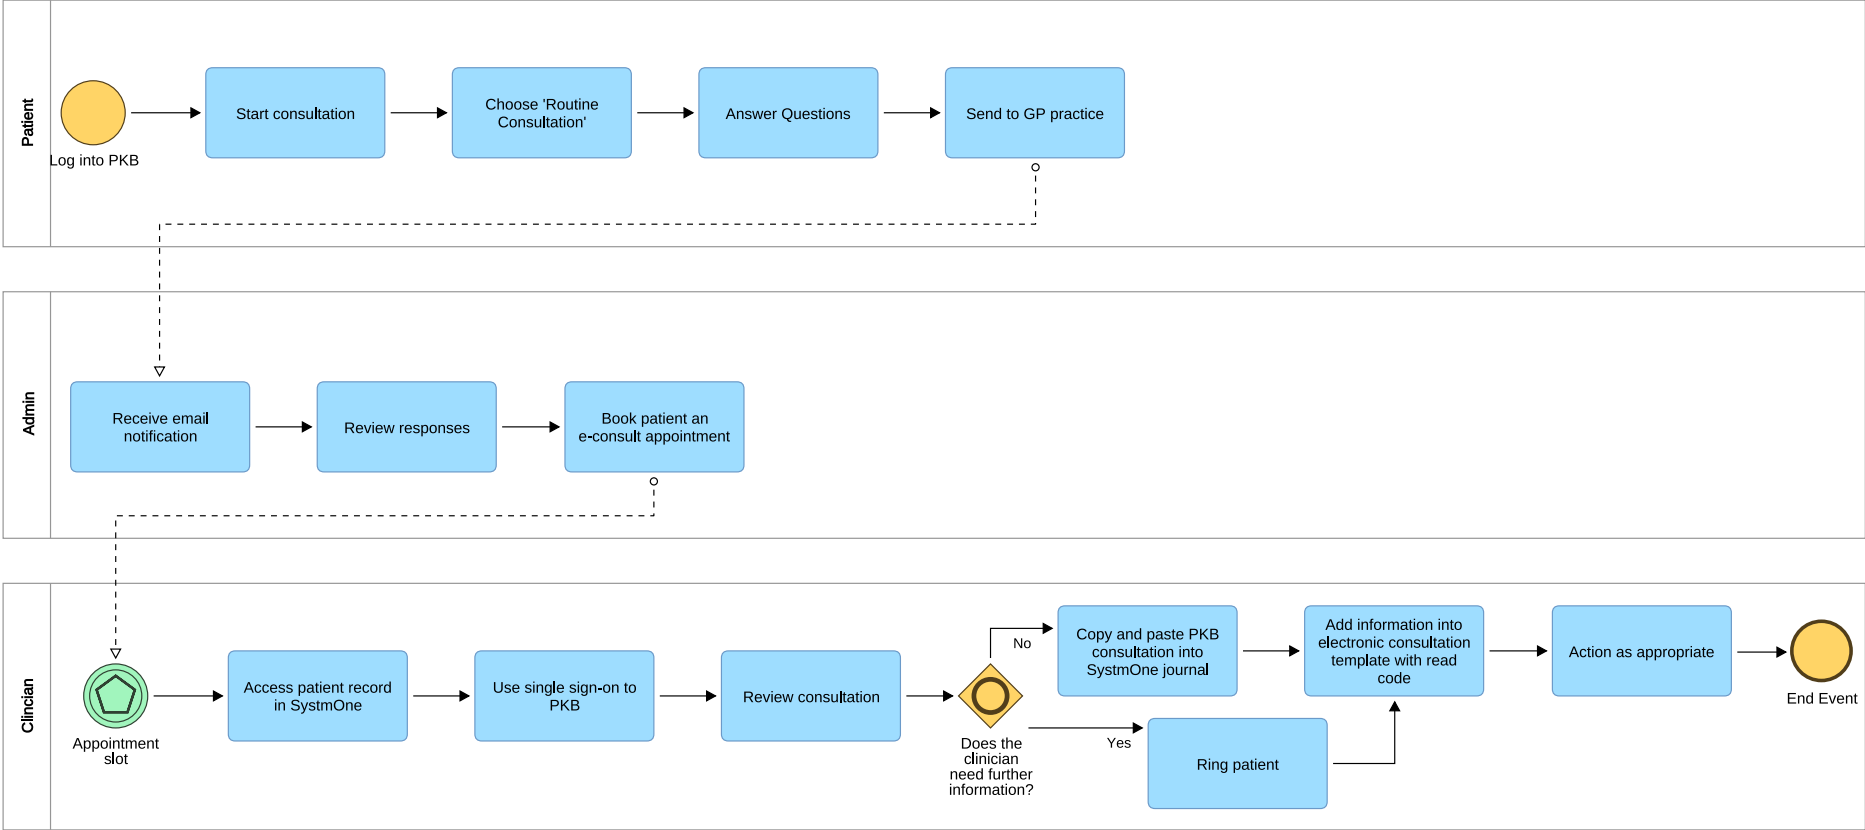 Patient
Log into PKB
Start consultation
Choose 'Routine
Consultation'
Answer Questions
Send to GP practice
Admin
Receive email
notification
Review responses
Book patient an
e-consult appointment
Clincian
Appointment
slot
Access patient record
in SystmOne
Use single sign-on to
PKB
Review consultation
Does the
clinician
need further
information?
No
Yes
Copy and paste PKB
consultation into
SystmOne journal
Ring patient
Add information into
electronic consultation
template with read
code
Action as appropriate
End Event